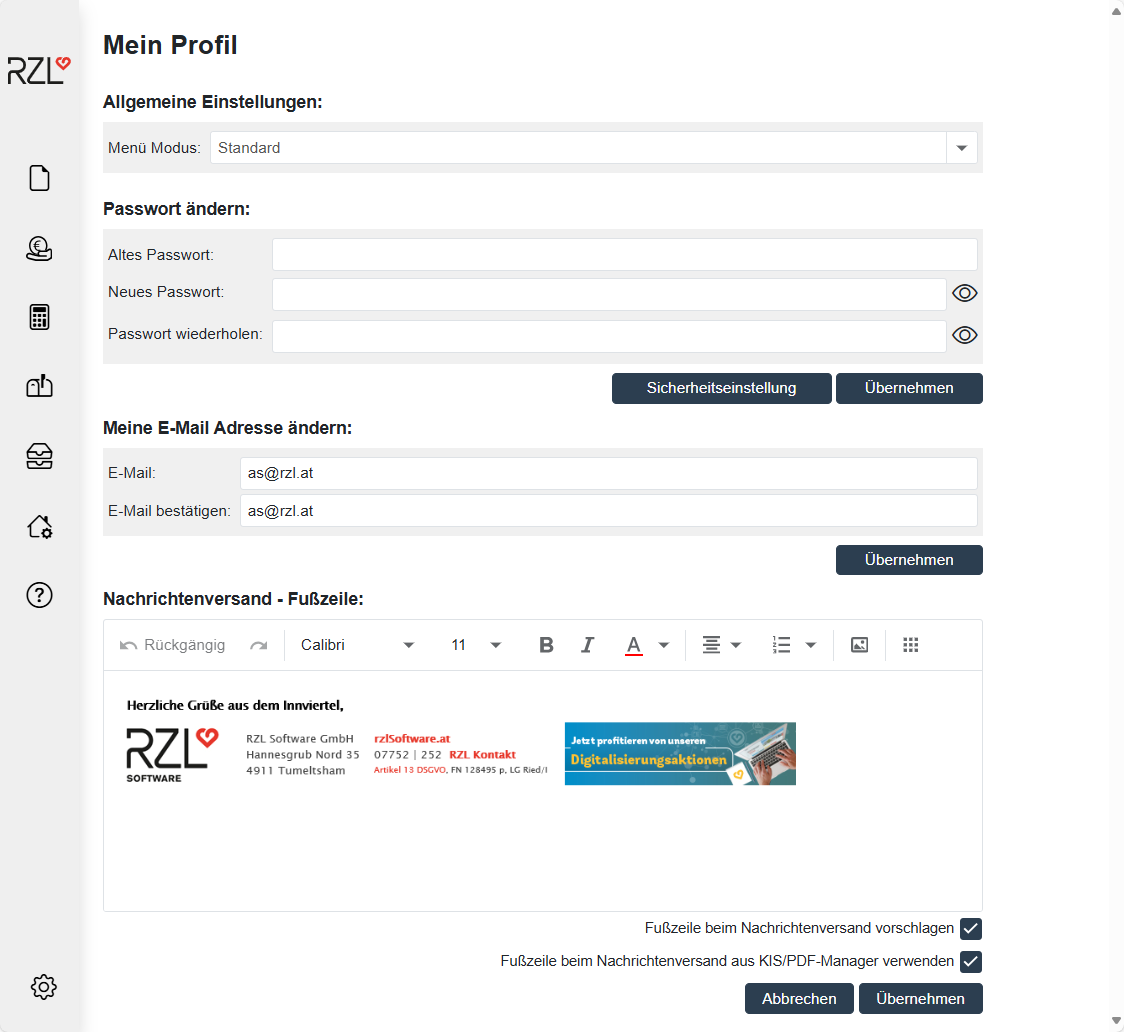 RZL
Mein Profil
Allgemeine Einstellungen:
Menü Modus: Standard
Passwort ändern:
Altes Passwort:
Neues Passwort:
Passwort wiederholen:
Sicherheitseinstellung Übernehmen
Meine E-Mail Adresse ändern:
E-Mail: as@rzl.at
E-Mail bestätigen: as@rzl.at
Übernehmen
Nachrichtenversand - Fußzeile:
Rückgängig Calibri 11 B I A
Herzliche Grüße aus dem Innviertel,
RZL
SOFTWARE
RZL Software GmbH
Hannesgrub Nord 35
4911 Tumeltsham
rzlSoftware.at
07752 | 252 RZL Kontakt
Artikel 13 DSGVO, FN 128495 p, LG Ried/I
Jetzt profitieren von unseren
Digitalisierungsaktionen
Fußzeile beim Nachrichtenversand vorschlagen
Fußzeile beim Nachrichtenversand aus KIS/PDF-Manager verwenden
Abbrechen Übernehmen